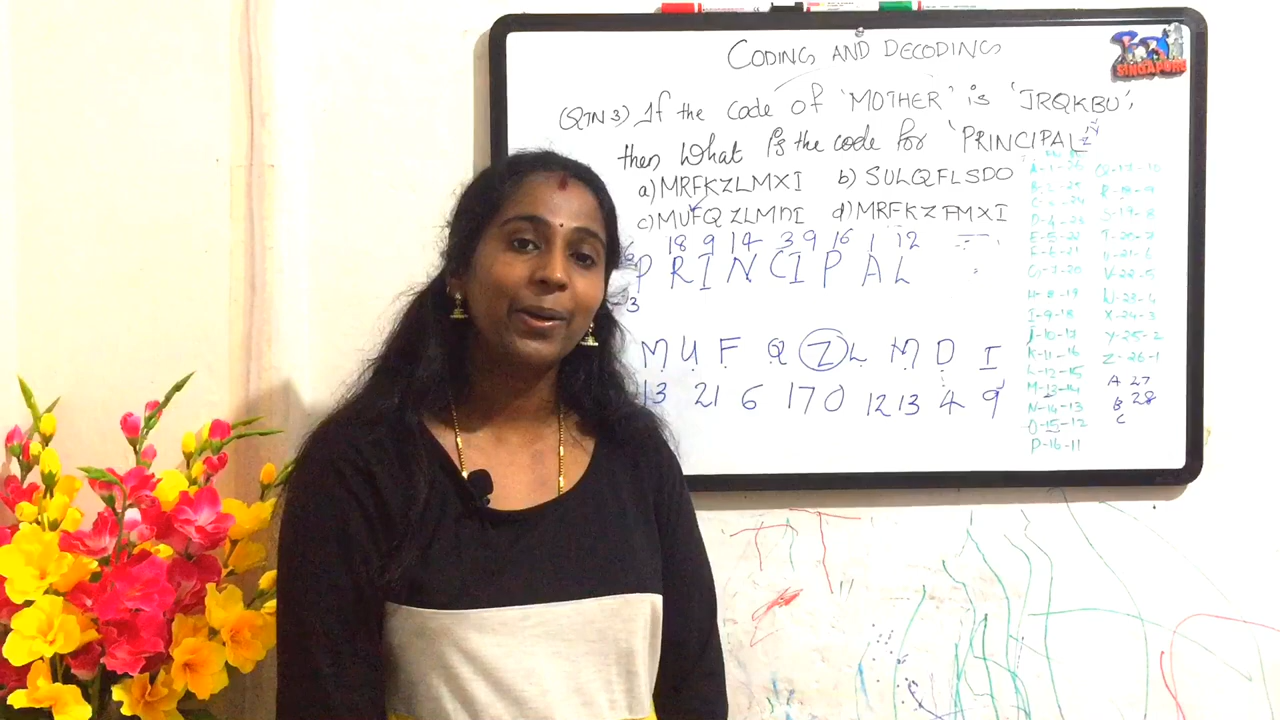 CODING AND DECODING
SINGAPORE
(QTN 3) If the code of 'MOTHER' is 'JRQKBU',
then What is the code for 'PRINCIPAL'
a) MRFKZLMXI b) SULQFLSDO
c) MUFQZLMDI d) MRFKZPMXI
18 9 14 3 9 16 1 12
P R I N C I P A L
-3
M U F Q Z L M D I
13 21 6 17 0 12 13 4 9
A-1-26
B-2-25
C-3-24
D-4-23
E-5-22
F-6-21
G-7-20
H-8-19
I-9-18
J-10-17
K-11-16
L-12-15
M-13-14
N-14-13
O-15-12
P-16-11
Q-17-10
R-18-9
S-19-8
T-20-7
U-21-6
V-22-5
W-23-4
X-24-3
Y-25-2
Z-26-1
A 27
B 28
C